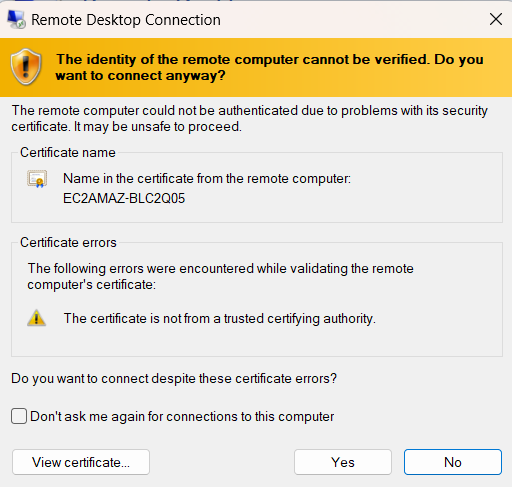 Remote Desktop Connection
The identity of the remote computer cannot be verified. Do you
want to connect anyway?
The remote computer could not be authenticated due to problems with its security
certificate. It may be unsafe to proceed.
Certificate name
Name in the certificate from the remote computer:
EC2AMAZ-BLC2Q05
Certificate errors
The following errors were encountered while validating the remote
computer's certificate:
The certificate is not from a trusted certifying authority.
Do you want to connect despite these certificate errors?
Don't ask me again for connections to this computer
View certificate...
Yes
No